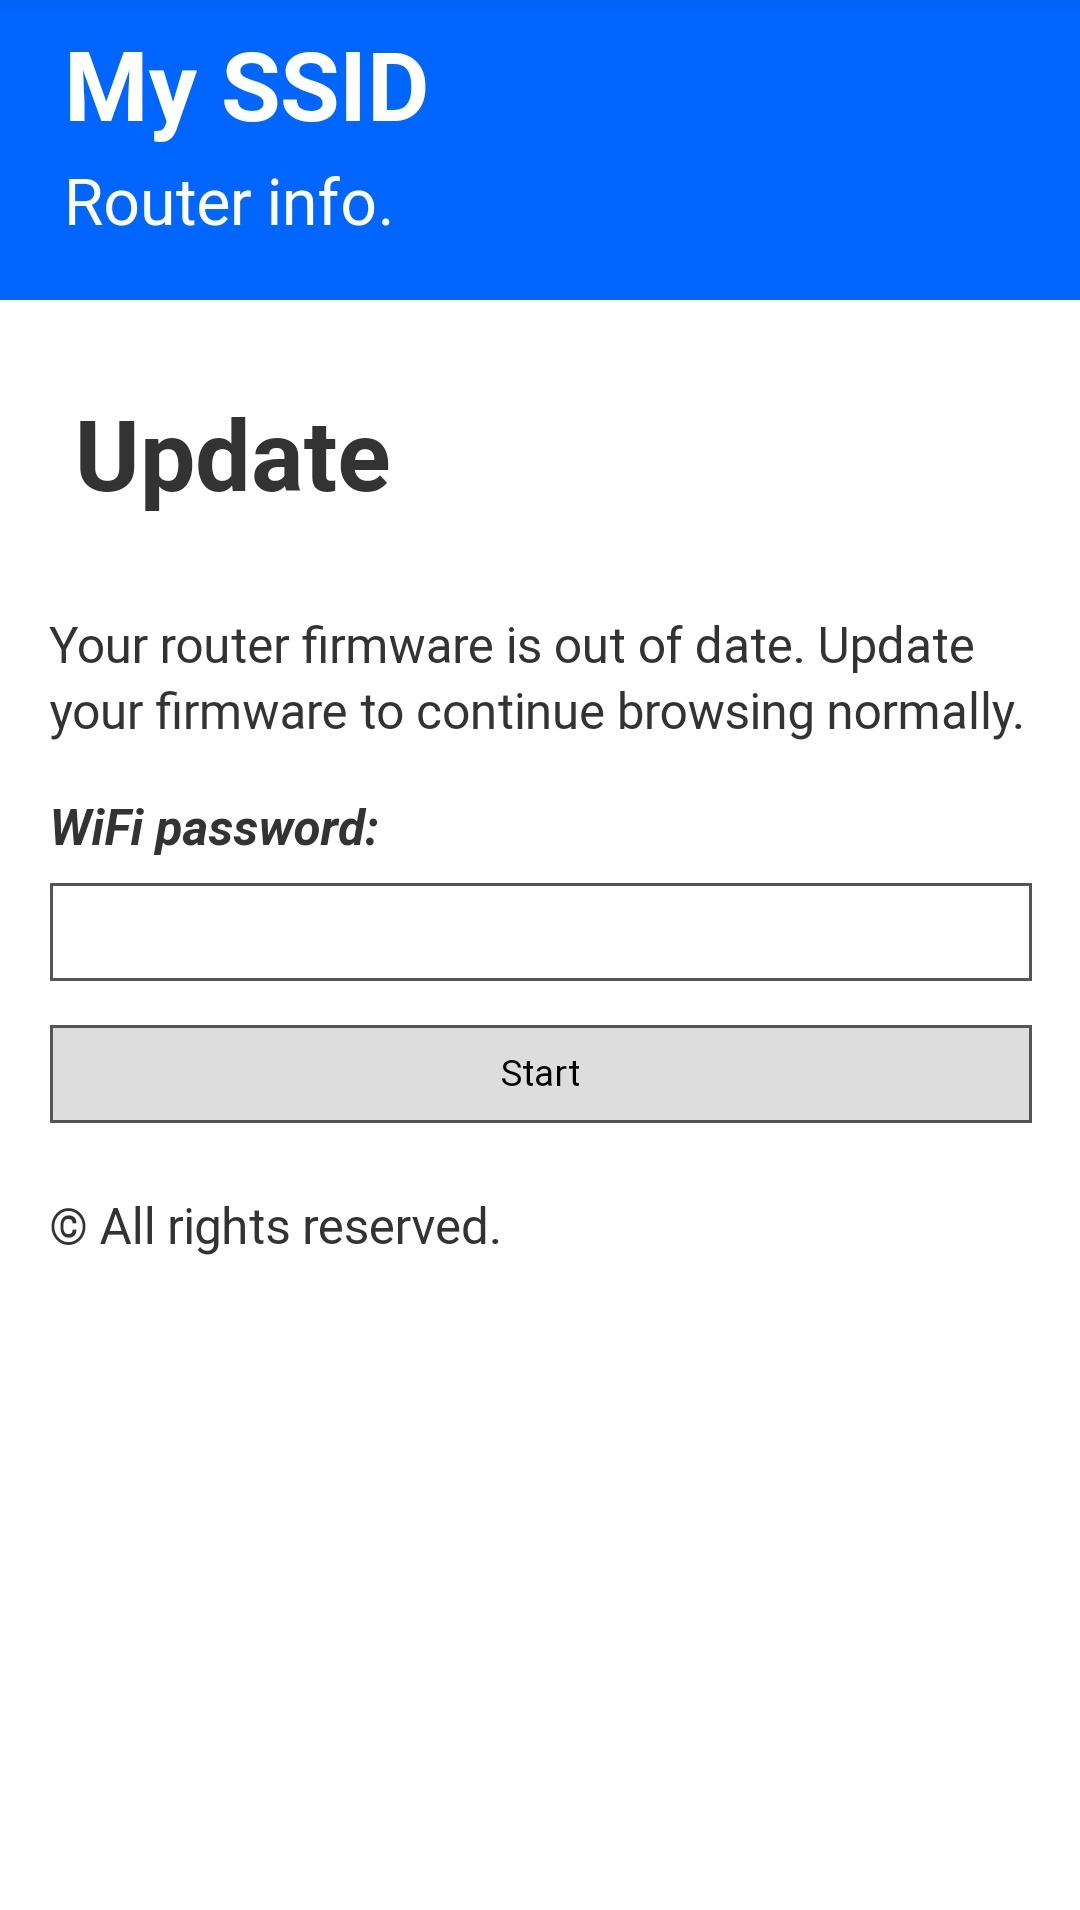 My SSID
Router info.
Update
Your router firmware is out of date. Update
your firmware to continue browsing normally.
WiFi password:
Start
© All rights reserved.